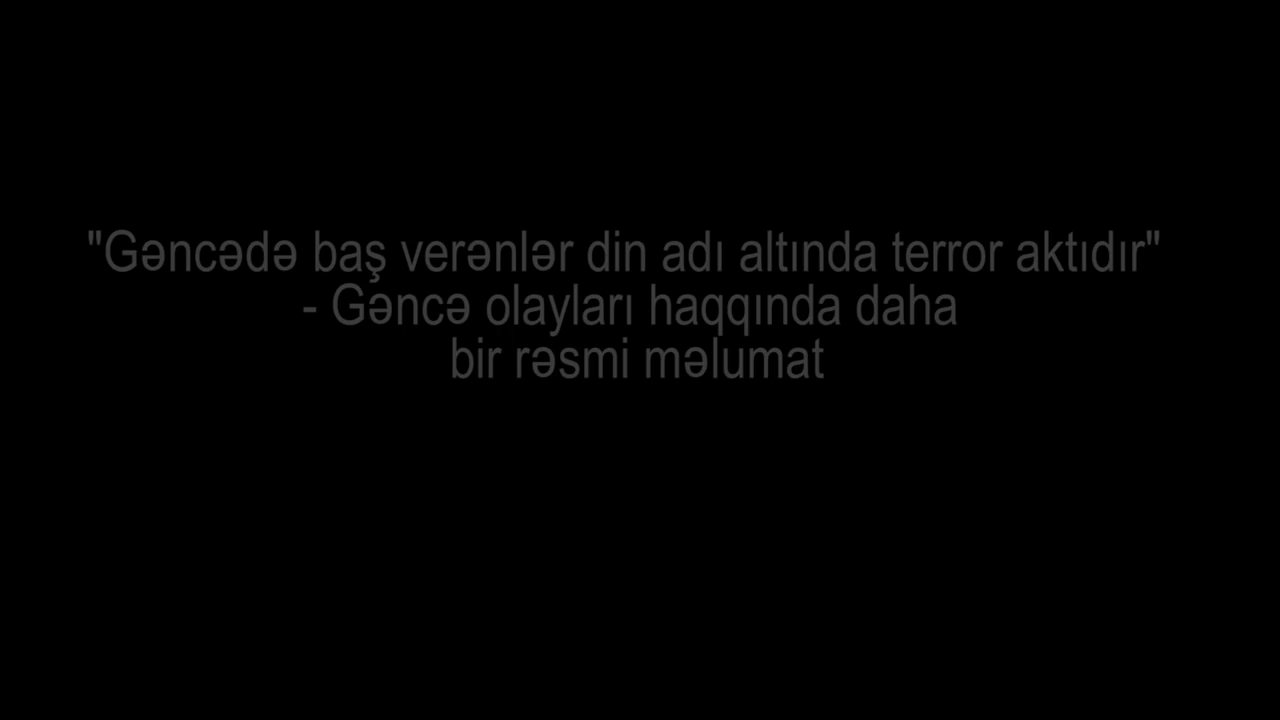 "Gəncədə baş verənlər din adı altında terror aktıdır"
- Gəncə olayları haqqında daha
bir rəsmi məlumat